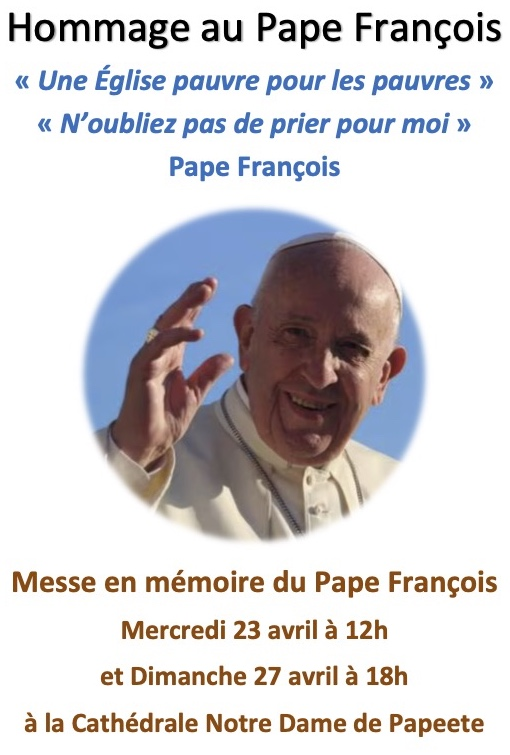 Hommage au Pape François
« Une Église pauvre pour les pauvres »
« N’oubliez pas de prier pour moi »
Pape François
Messe en mémoire du Pape François
Mercredi 23 avril à 12h
et Dimanche 27 avril à 18h
à la Cathédrale Notre Dame de Papeete